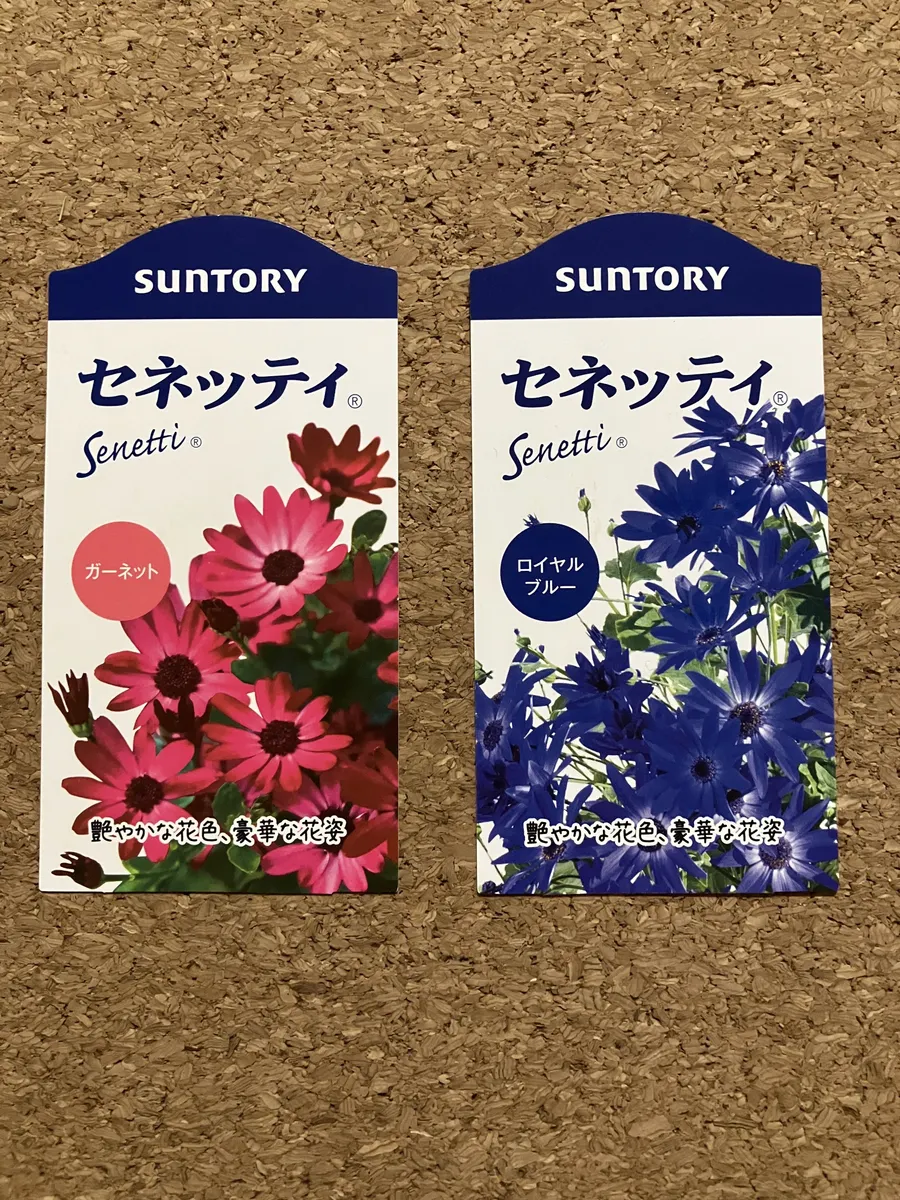 SUNTORY
セネッティ®
Senetti®
ガーネット
艶やかな花色、豪華な花姿
SUNTORY
セネッティ®
Senetti®
ロイヤル
ブルー
艶やかな花色、豪華な花姿